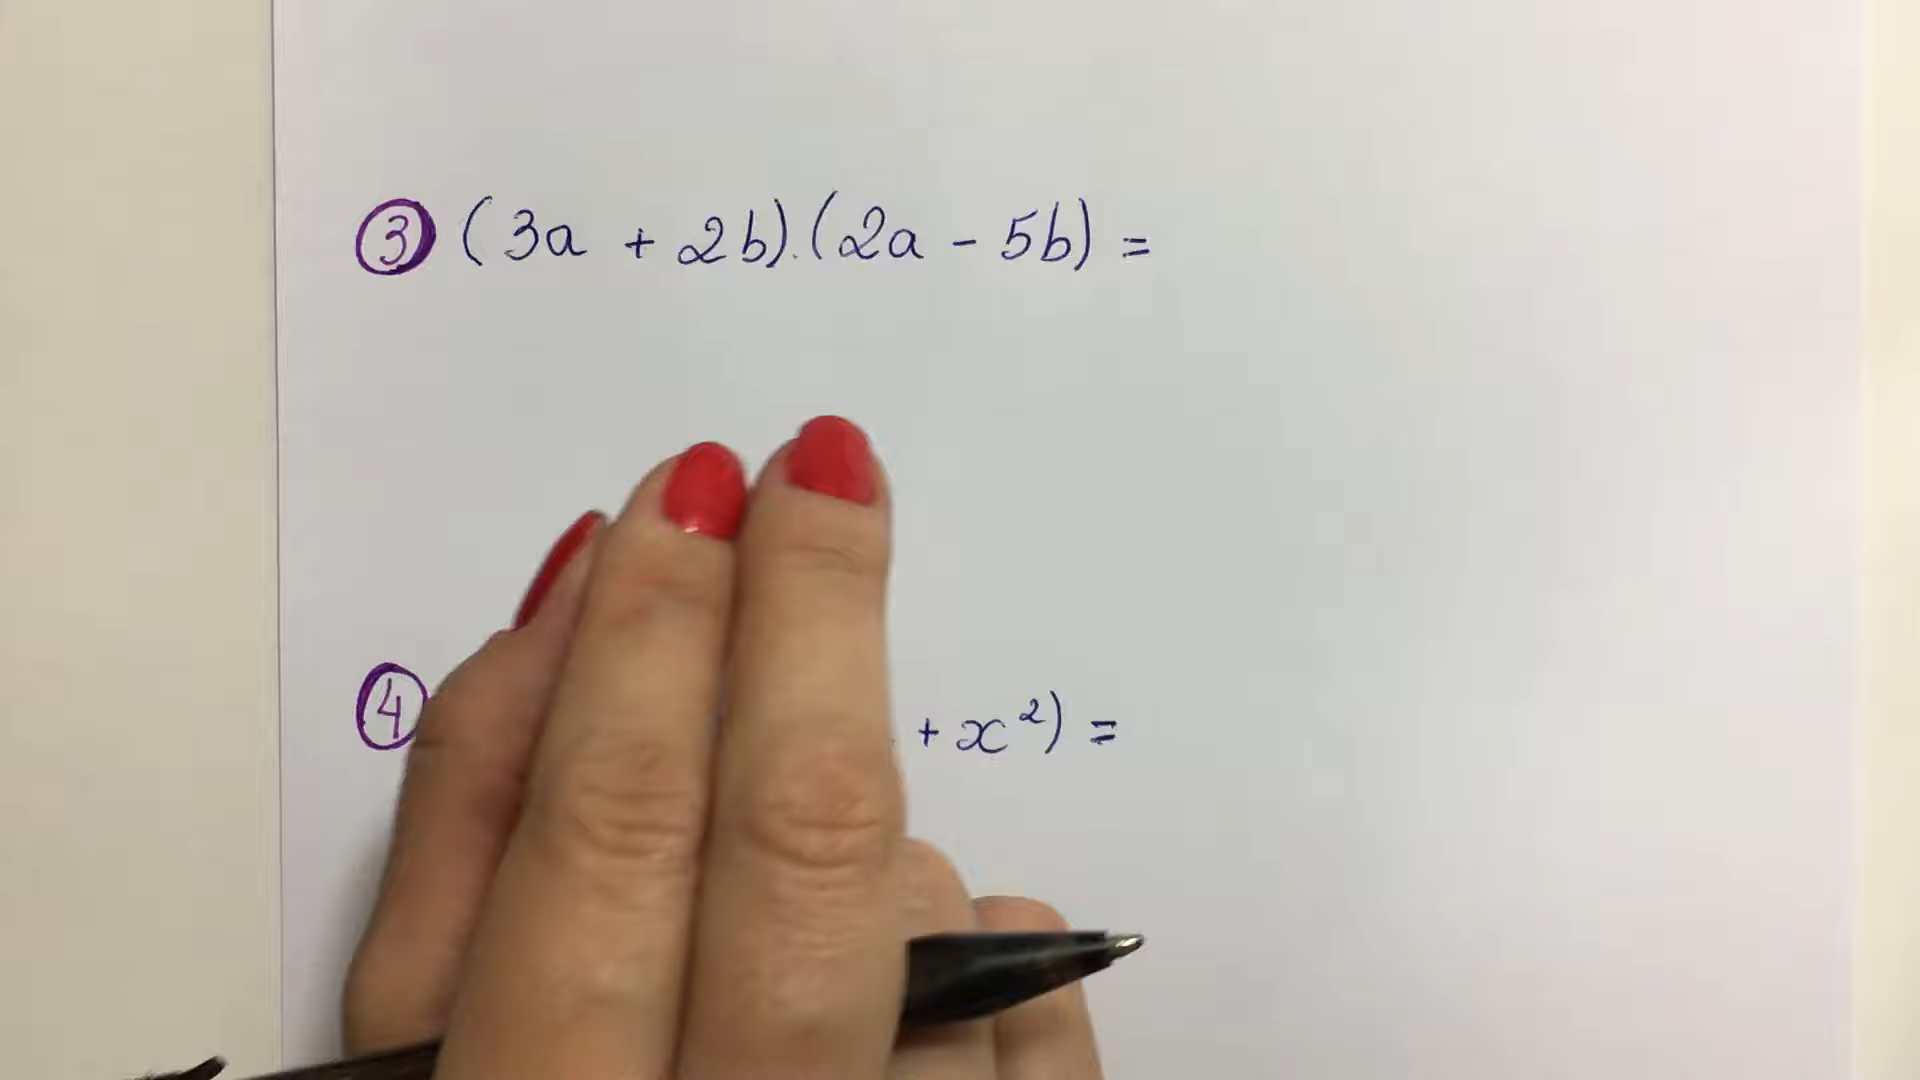 ③ (3a + 2b).(2a - 5b) =
④ + x²) =